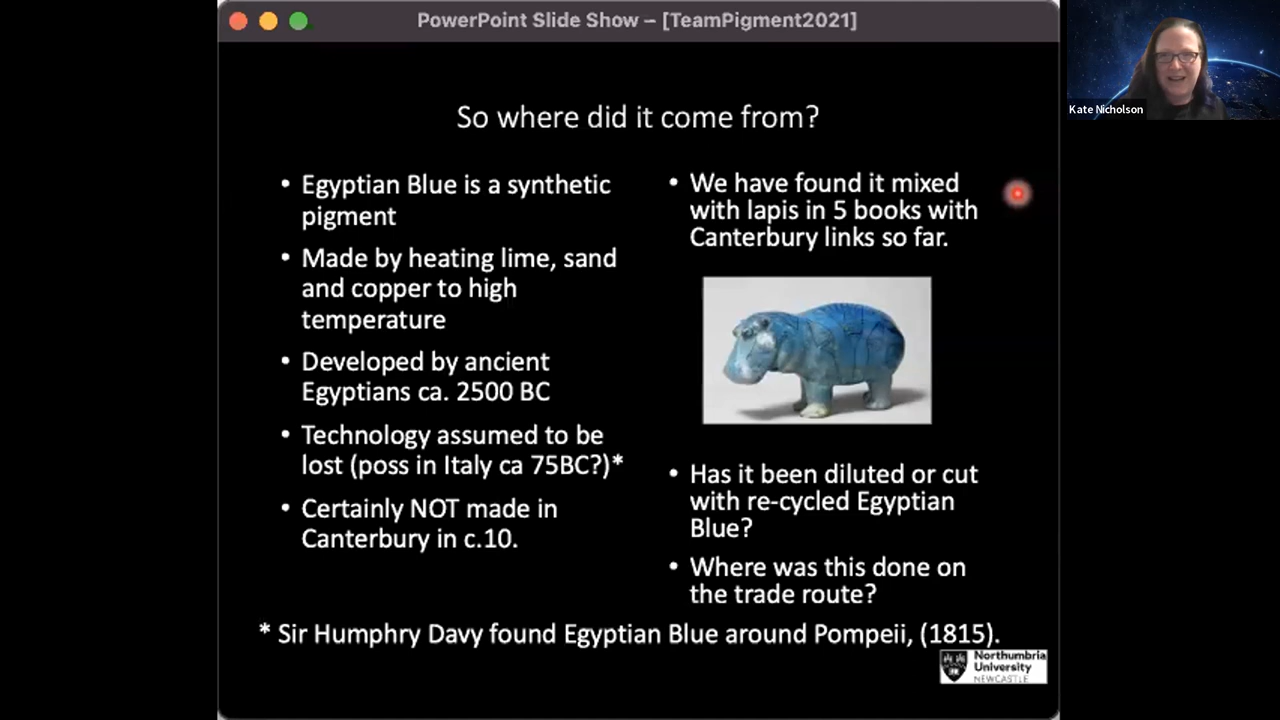 PowerPoint Slide Show – [TeamPigment2021]
Kate Nicholson
So where did it come from?
• Egyptian Blue is a synthetic
pigment
• Made by heating lime, sand
and copper to high
temperature
• Developed by ancient
Egyptians ca. 2500 BC
• Technology assumed to be
lost (poss in Italy ca 75BC?)*
• Certainly NOT made in
Canterbury in c.10.
• We have found it mixed
with lapis in 5 books with
Canterbury links so far.
• Has it been diluted or cut
with re-cycled Egyptian
Blue?
• Where was this done on
the trade route?
* Sir Humphry Davy found Egyptian Blue around Pompeii, (1815).
Northumbria
University
NEWCASTLE